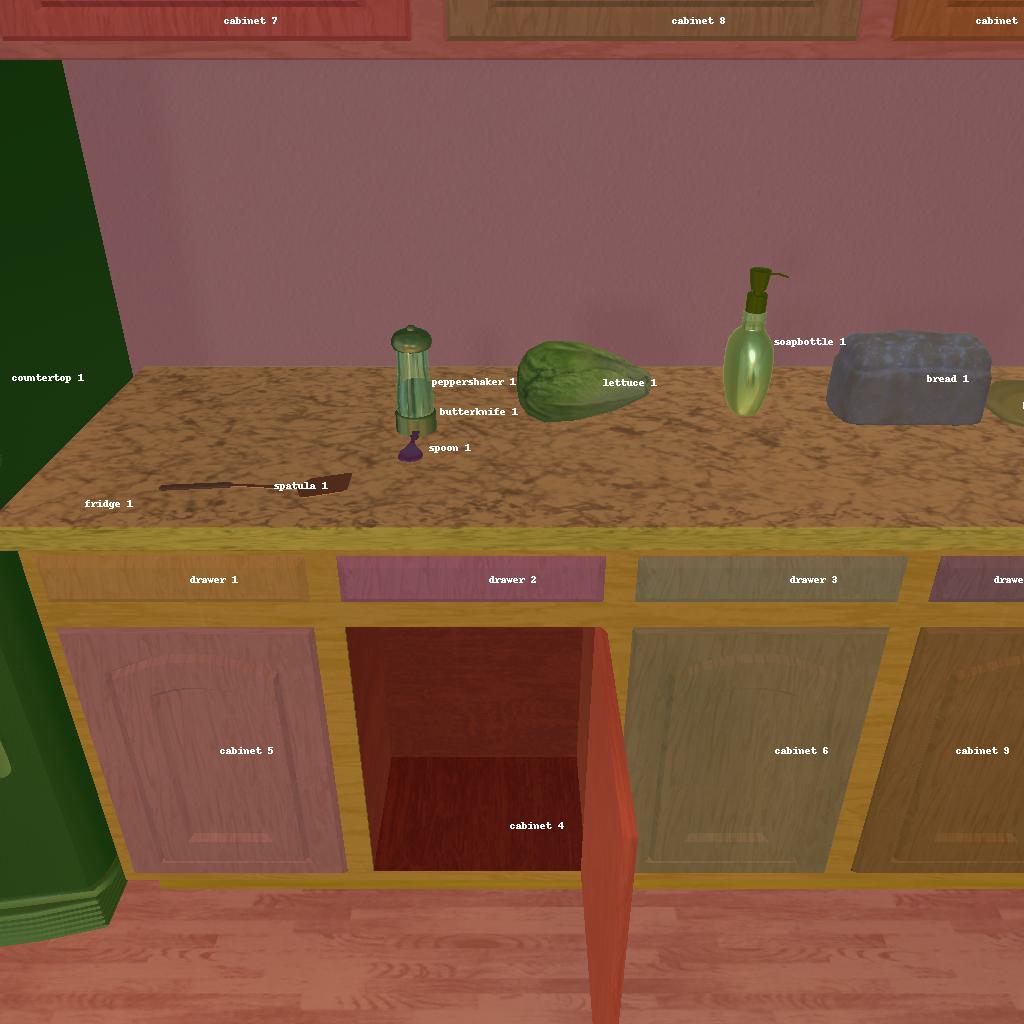 cabinet 7
cabinet 8
cabinet
soapbottle 1
countertop 1
peppershaker 1
lettuce 1
bread 1
butterknife 1
spoon 1
spatula 1
fridge 1
drawer 1
drawer 2
drawer 3
drawe
cabinet 5
cabinet 6
cabinet 9
cabinet 4